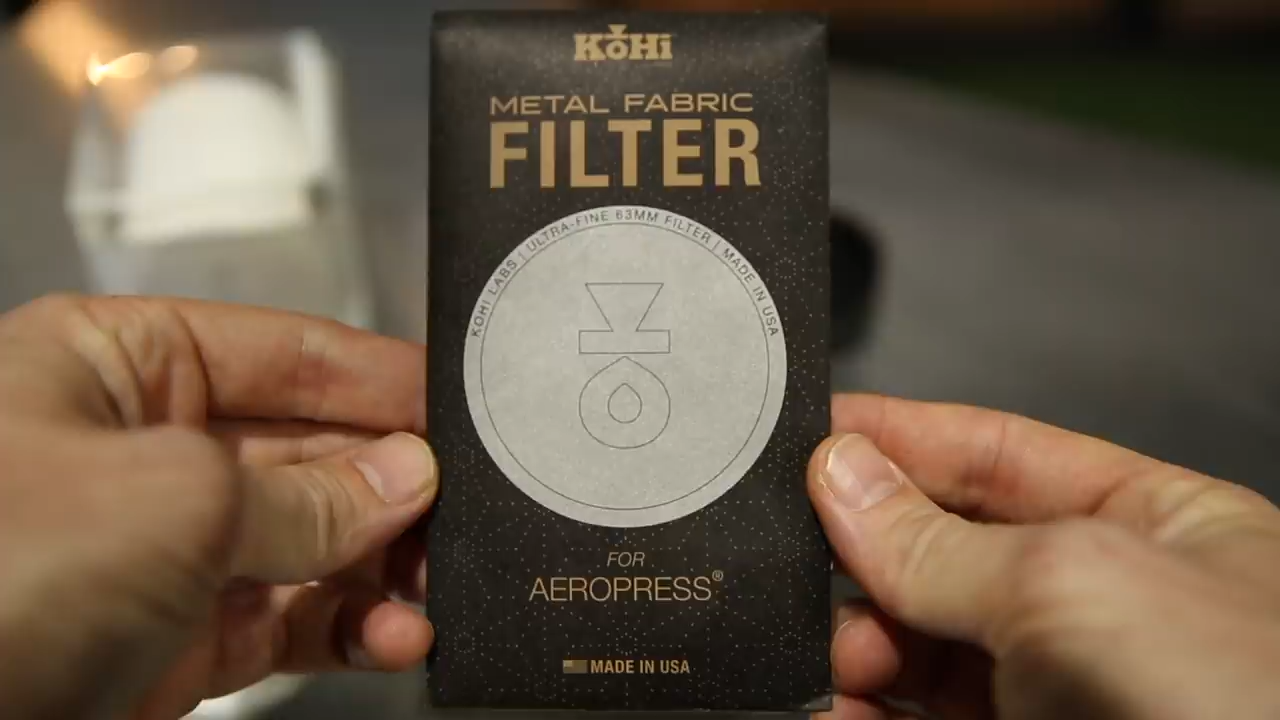 KōHi
METAL FABRIC
FILTER
KOHI LABS | ULTRA-FINE 63MM FILTER | MADE IN USA
FOR
AEROPRESS®
MADE IN USA